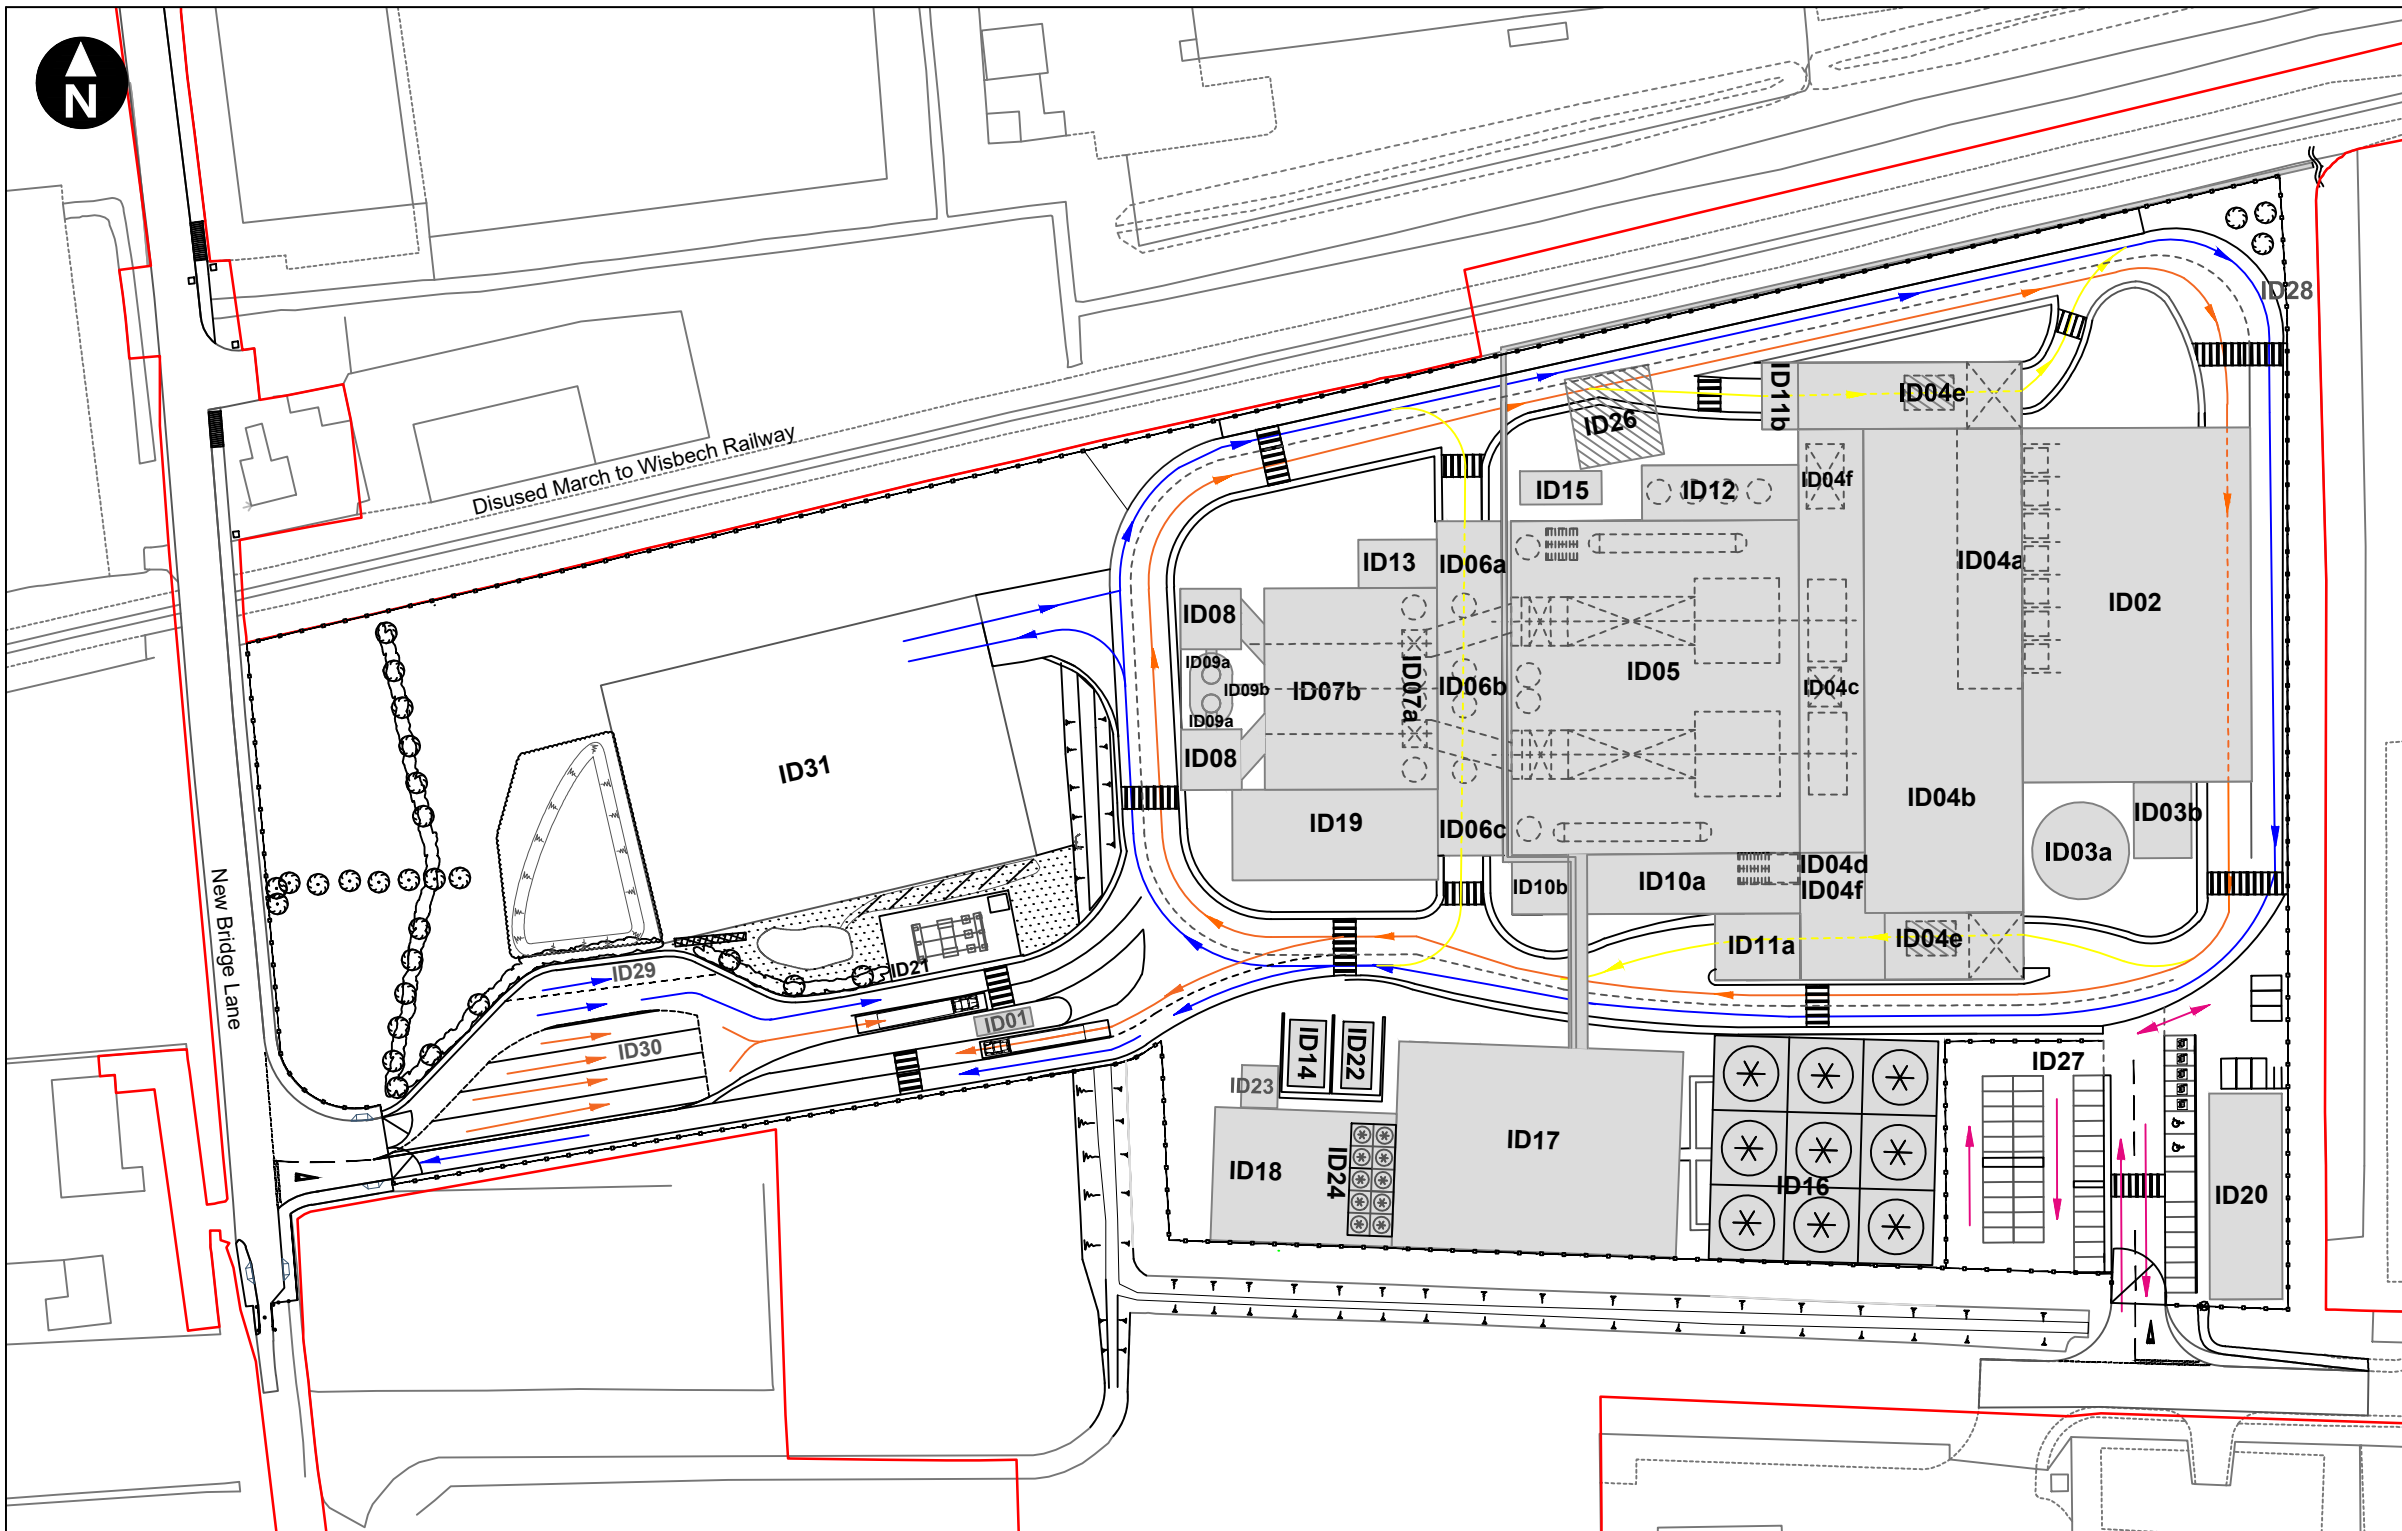 N
ID28
ID11b
ID04e
ID26
Disused March to Wisbech Railway
ID15
ID12
ID04f
ID13
ID06a
ID04a
ID08
ID02
ID09a
ID05
ID09b
ID07b
ID07a
ID06b
ID04c
ID09a
ID08
ID31
ID04b
ID19
ID06c
ID03b
ID03a
ID04d
ID10b
ID10a
ID04f
New Bridge Lane
ID11a
ID04e
ID29
ID21
ID01
ID30
ID14
ID22
ID27
ID23
ID17
ID18
ID24
ID16
ID20